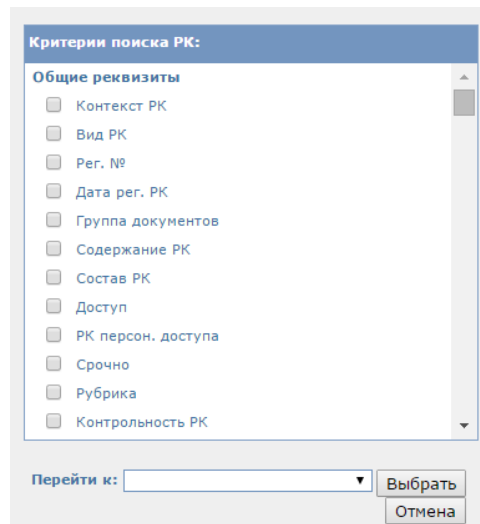 Критерии поиска РК:
Общие реквизиты
Контекст РК
Вид РК
Рег. №
Дата рег. РК
Группа документов
Содержание РК
Состав РК
Доступ
РК персон. доступа
Срочно
Рубрика
Контрольность РК
Перейти к:
Выбрать
Отмена